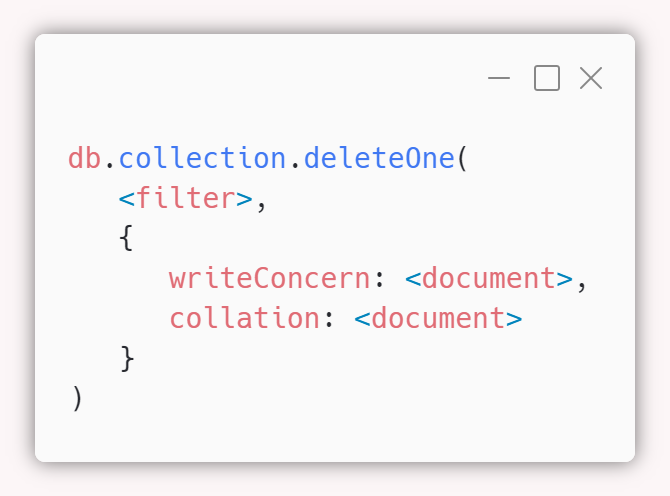 db.collection.deleteOne(
   <filter>,
   {
      writeConcern: <document>,
      collation: <document>
   }
)